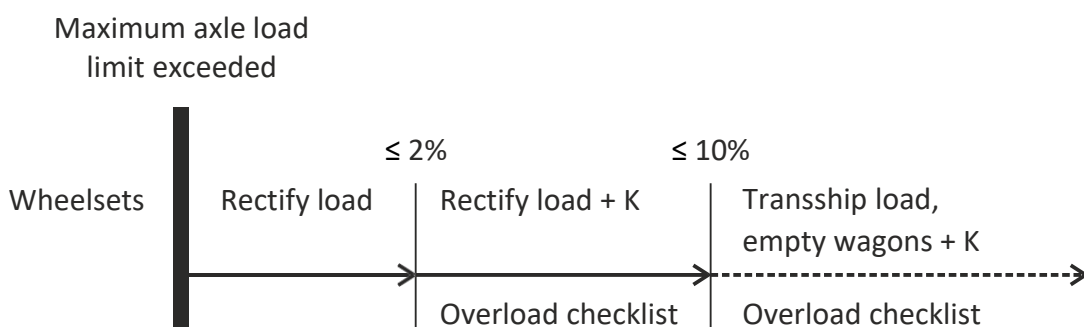 Maximum axle load
limit exceeded
≤ 2%
≤ 10%
Wheelsets
Rectify load
Rectify load + K
Transship load,
empty wagons + K
Overload checklist
Overload checklist